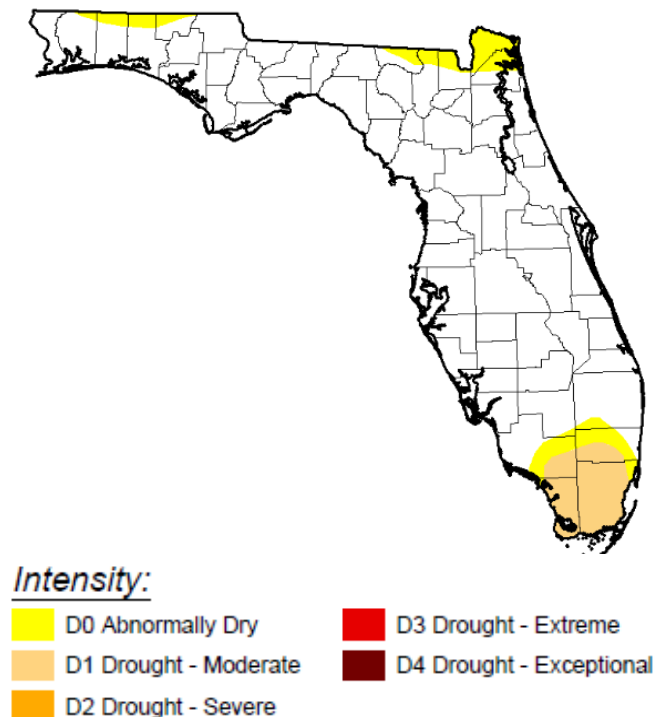 Intensity:
D0 Abnormally Dry
D1 Drought - Moderate
D2 Drought - Severe
D3 Drought - Extreme
D4 Drought - Exceptional